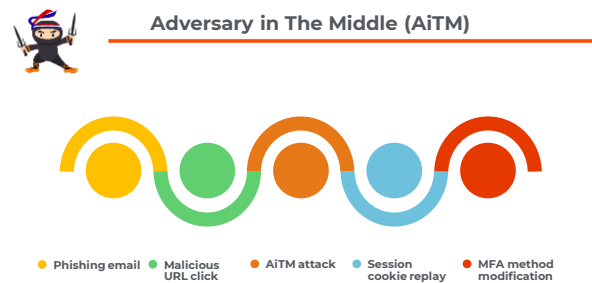 Adversary in The Middle (AiTM)
Phishing email
Malicious
URL click
AiTM attack
Session
cookie replay
MFA method
modification